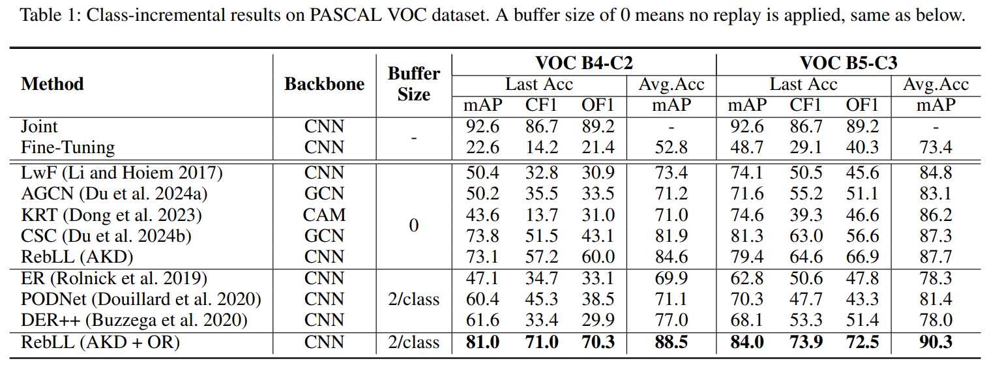 Table 1: Class-incremental results on PASCAL VOC dataset. A buffer size of 0 means no replay is applied, same as below.
Method Backbone Buffer Size VOC B4-C2 VOC B5-C3
Last Acc Avg.Acc Last Acc Avg.Acc
mAP CF1 OF1 mAP mAP CF1 OF1 mAP
Joint CNN - 92.6 86.7 89.2 - 92.6 86.7 89.2 -
Fine-Tuning CNN 22.6 14.2 21.4 52.8 48.7 29.1 40.3 73.4
LwF (Li and Hoiem 2017) CNN 0 50.4 32.8 30.9 73.4 74.1 50.5 45.6 84.8
AGCN (Du et al. 2024a) GCN 50.2 35.5 33.5 71.2 71.6 55.2 51.1 83.1
KRT (Dong et al. 2023) CAM 43.6 13.7 31.0 71.0 74.6 39.3 46.6 86.2
CSC (Du et al. 2024b) GCN 73.8 51.5 43.1 81.9 81.3 63.0 56.6 87.3
RebLL (AKD) CNN 73.1 57.2 60.0 84.6 79.4 64.6 66.9 87.7
ER (Rolnick et al. 2019) CNN 2/class 47.1 34.7 33.1 69.9 62.8 50.6 47.8 78.3
PODNet (Douillard et al. 2020) CNN 60.4 45.3 38.5 71.1 70.3 47.7 43.3 81.4
DER++ (Buzzega et al. 2020) CNN 61.6 33.4 29.9 77.0 68.1 53.3 51.4 78.0
RebLL (AKD + OR) CNN 2/class 81.0 71.0 70.3 88.5 84.0 73.9 72.5 90.3